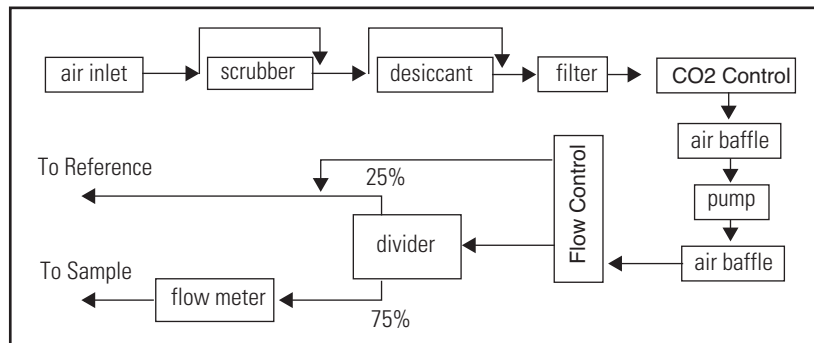 air inlet
scrubber
desiccant
filter
CO2 Control
air baffle
pump
air baffle
Flow Control
To Reference
25%
divider
To Sample
flow meter
75%